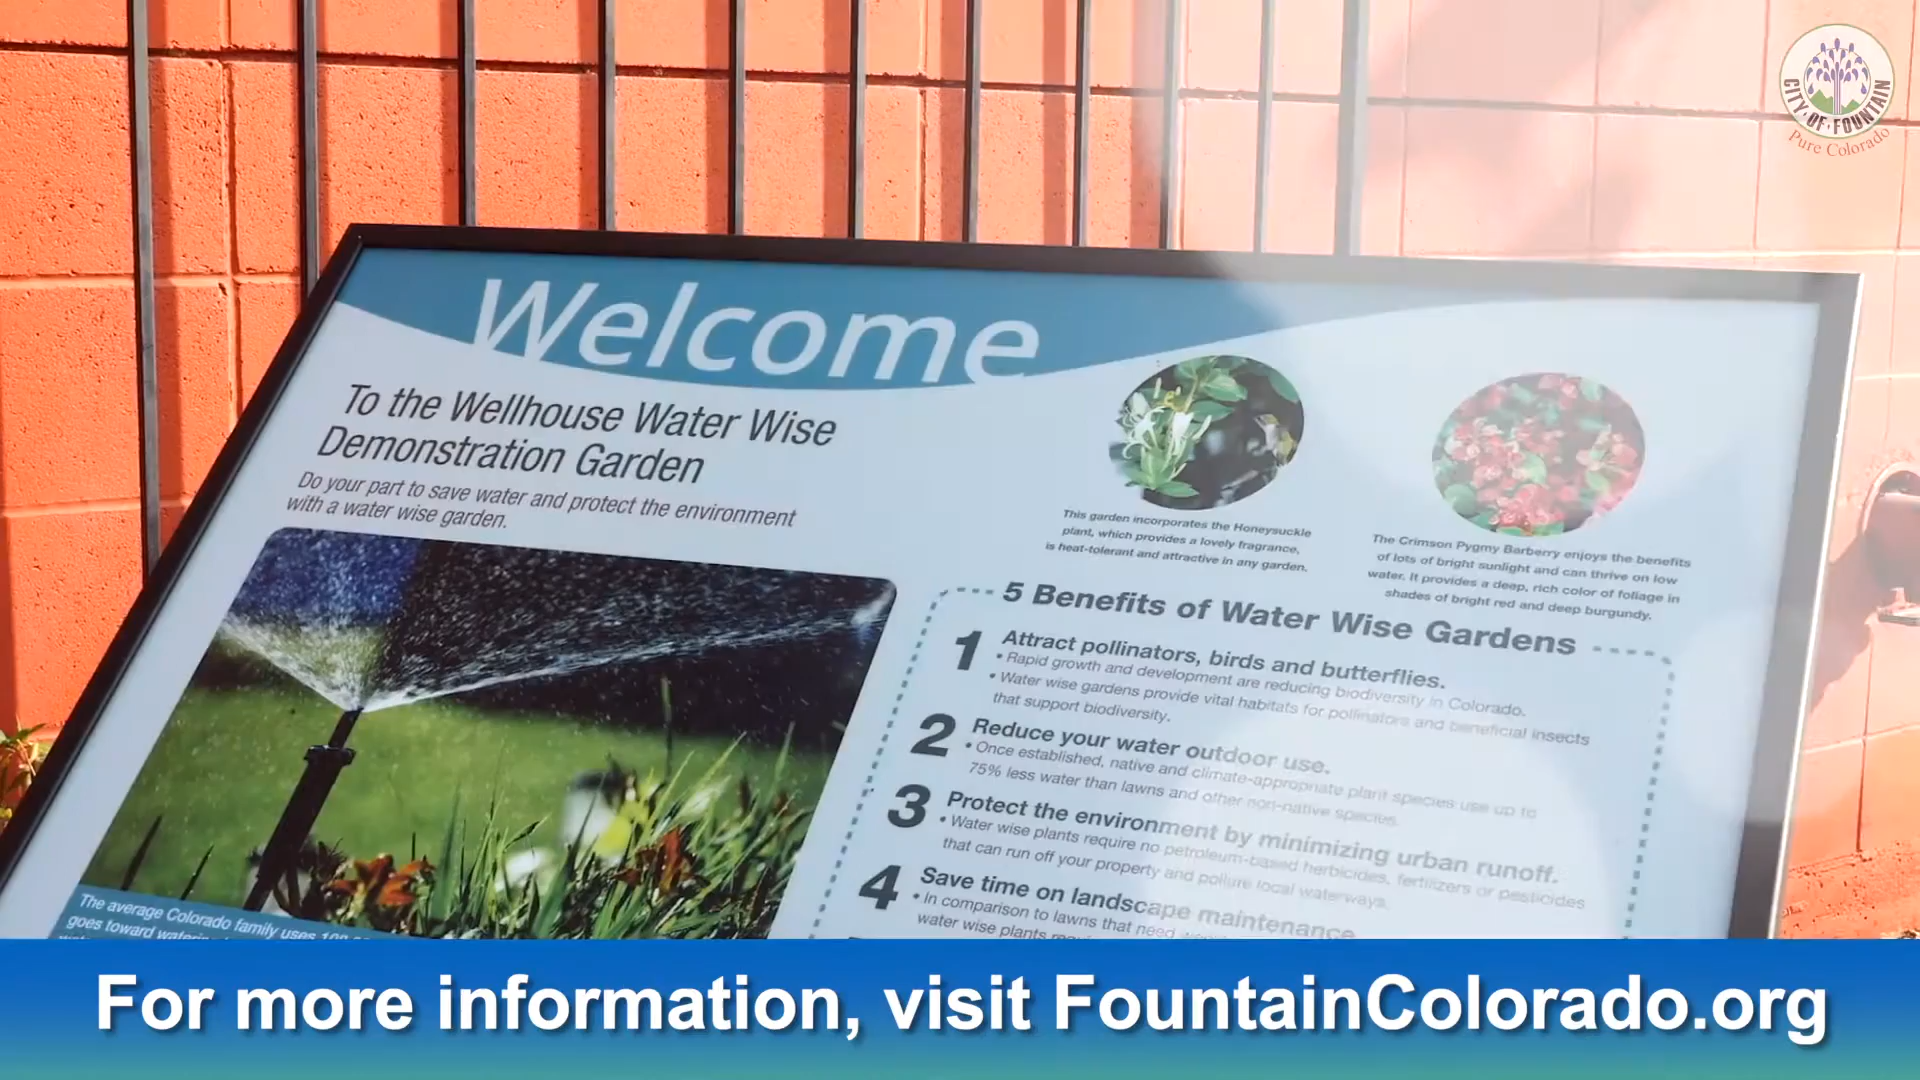 CITY OF FOUNTAIN
Pure Colorado
Welcome
To the Wellhouse Water Wise
Demonstration Garden
Do your part to save water and protect the environment
with a water wise garden.
This garden incorporates the Honeysuckle
plant, which provides a lovely fragrance,
is heat-tolerant and attractive in any garden.
The Crimson Pygmy Barberry enjoys the benefits
of lots of bright sunlight and can thrive on low
water. It provides a deep, rich color of foliage in
shades of bright red and deep burgundy.
5 Benefits of Water Wise Gardens
1 Attract pollinators, birds and butterflies.
• Rapid growth and development are reducing biodiversity in Colorado.
• Water wise gardens provide vital habitats for pollinators and beneficial insects
that support biodiversity.
2 Reduce your water outdoor use.
• Once established, native and climate-appropriate plant species use up to
75% less water than lawns and other non-native species.
3 Protect the environment by minimizing urban runoff.
• Water wise plants require no petroleum-based herbicides, fertilizers or pesticides
that can run off your property and pollute local waterways.
4 Save time on landscape maintenance
• In comparison to lawns that need
water wise plants
The average Colorado family uses
goes toward
For more information, visit FountainColorado.org